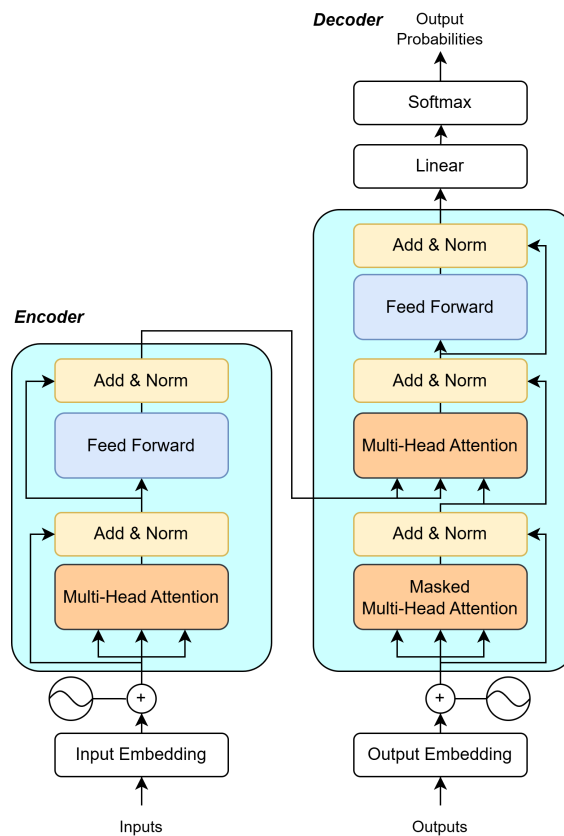 Decoder
Output
Probabilities
Softmax
Linear
Add & Norm
Feed Forward
Add & Norm
Multi-Head Attention
Add & Norm
Masked
Multi-Head Attention
+
Output Embedding
Outputs
Encoder
Add & Norm
Feed Forward
Add & Norm
Multi-Head Attention
+
Input Embedding
Inputs